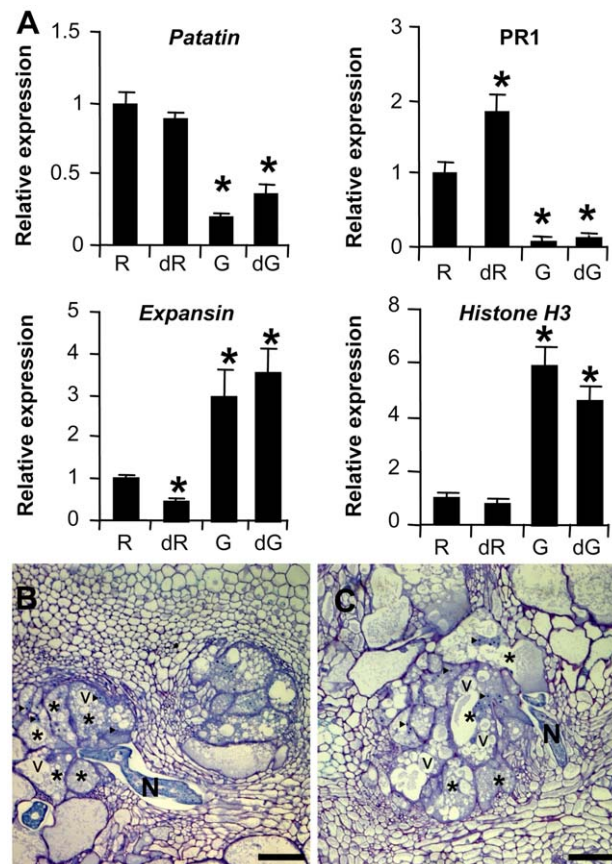 A
Patatin
Relative expression
1.5
1
0.5
0
*
*
R dR G dG
PR1
Relative expression
3
2
1
0
*
*
*
R dR G dG
Expansin
Relative expression
5
4
3
2
1
0
*
*
*
R dR G dG
Histone H3
Relative expression
8
6
4
2
0
*
*
R dR G dG
B
V
* *
*
V
* *
N
C
*
V
*
V
V
* *
N